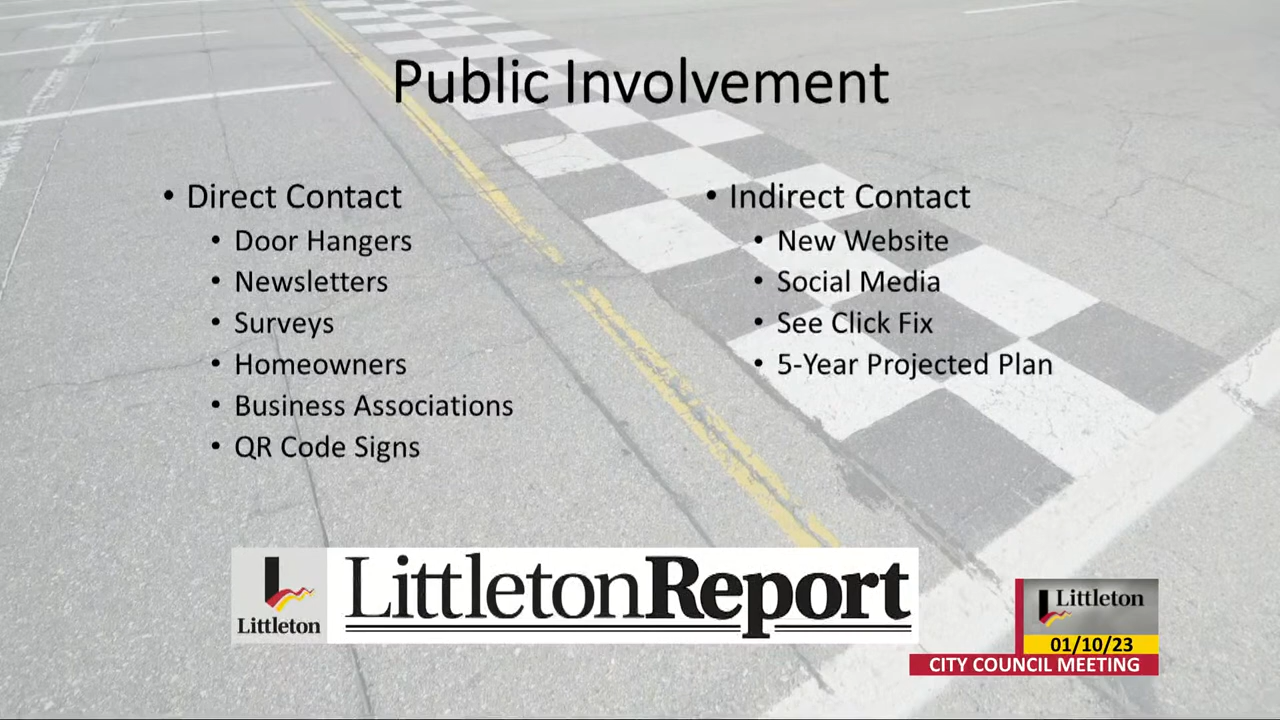 Public Involvement
• Direct Contact
• Door Hangers
• Newsletters
• Surveys
• Homeowners
• Business Associations
• QR Code Signs
• Indirect Contact
• New Website
• Social Media
• See Click Fix
• 5-Year Projected Plan
Littleton
LittletonReport
Littleton
01/10/23
CITY COUNCIL MEETING